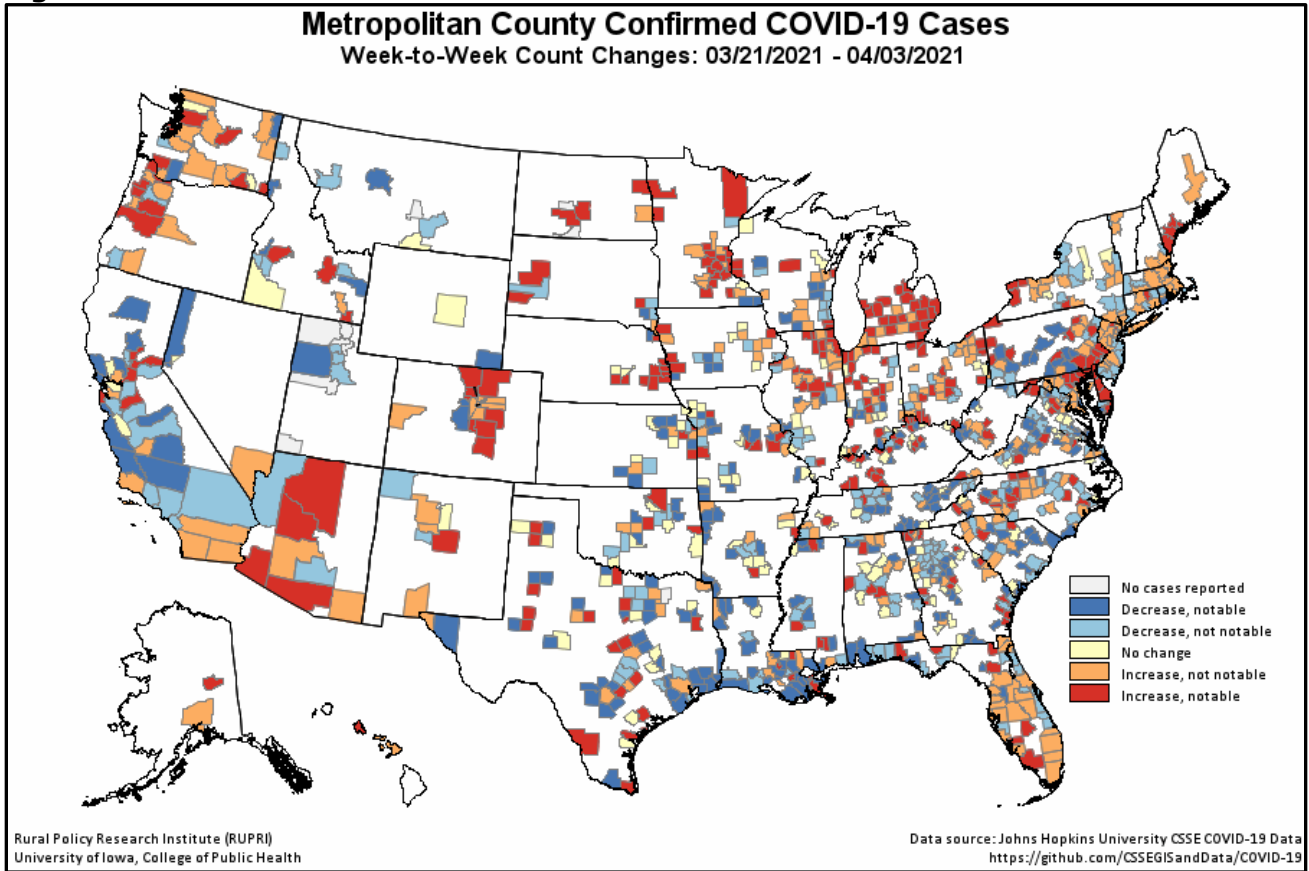 Metropolitan County Confirmed COVID-19 Cases
Week-to-Week Count Changes: 03/21/2021 - 04/03/2021
No cases reported
Decrease, notable
Decrease, not notable
No change
Increase, not notable
Increase, notable
Rural Policy Research Institute (RUPRI)
University of Iowa, College of Public Health
Data source: Johns Hopkins University CSSE COVID-19 Data
https://github.com/CSSEGISandData/COVID-19